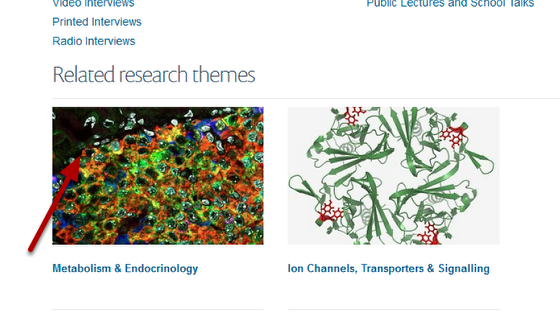 Video Interviews
Public Lectures and School Talks
Printed Interviews
Radio Interviews
Related research themes
Metabolism & Endocrinology
Ion Channels, Transporters & Signalling